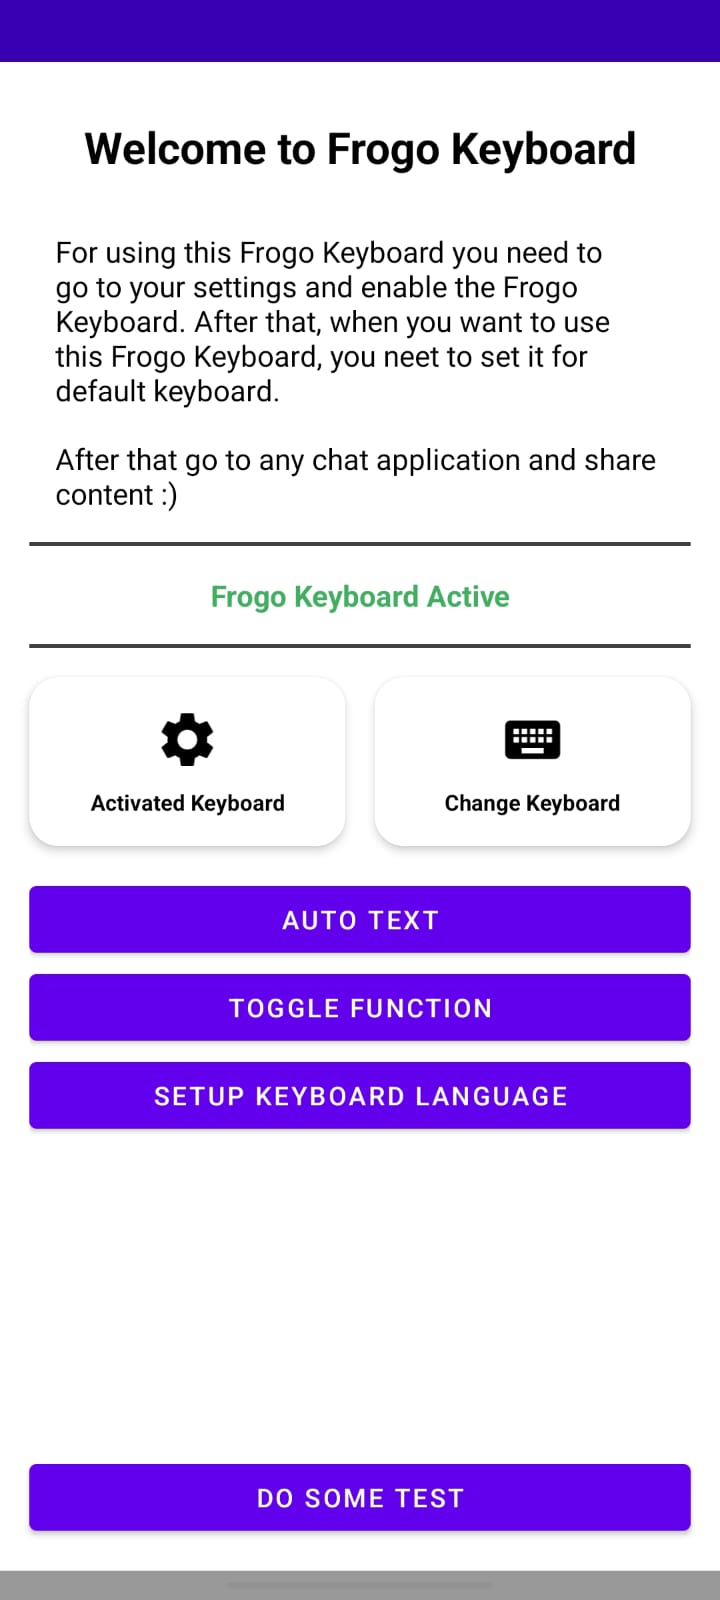 Welcome to Frogo Keyboard
For using this Frogo Keyboard you need to
go to your settings and enable the Frogo
Keyboard. After that, when you want to use
this Frogo Keyboard, you neet to set it for
default keyboard.
After that go to any chat application and share
content :)
Frogo Keyboard Active
Activated Keyboard
Change Keyboard
AUTO TEXT
TOGGLE FUNCTION
SETUP KEYBOARD LANGUAGE
DO SOME TEST